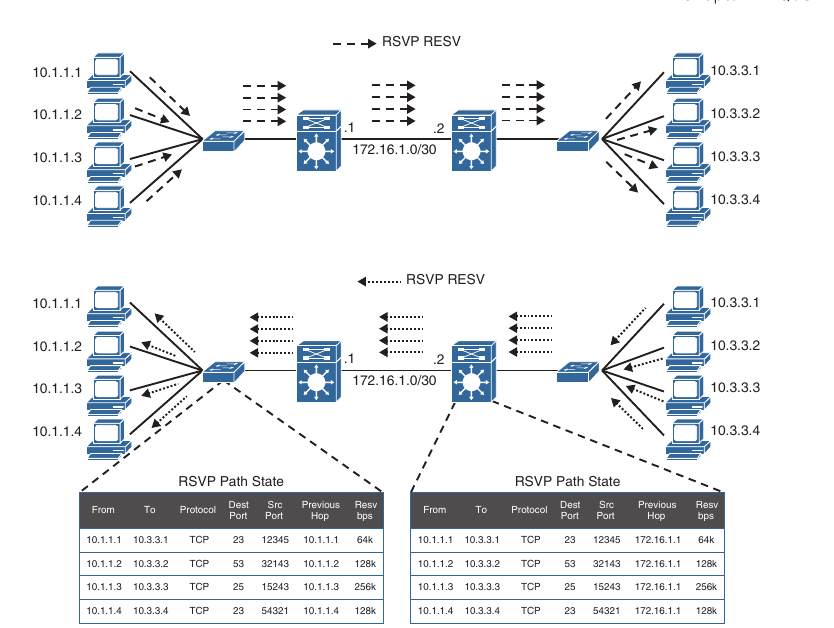 RSVP RESV
10.1.1.1
10.3.3.1
10.1.1.2
10.3.3.2
.1
.2
172.16.1.0/30
10.1.1.3
10.3.3.3
10.1.1.4
10.3.3.4
RSVP RESV
10.1.1.1
10.3.3.1
10.1.1.2
10.3.3.2
.1
.2
172.16.1.0/30
10.1.1.3
10.3.3.3
10.1.1.4
10.3.3.4
RSVP Path State
From To Protocol Dest Port Src Port Previous Hop Resv bps
10.1.1.1 10.3.3.1 TCP 23 12345 10.1.1.1 64k
10.1.1.2 10.3.3.2 TCP 53 32143 10.1.1.2 128k
10.1.1.3 10.3.3.3 TCP 25 15243 10.1.1.3 256k
10.1.1.4 10.3.3.4 TCP 23 54321 10.1.1.4 128k
RSVP Path State
From To Protocol Dest Port Src Port Previous Hop Resv bps
10.1.1.1 10.3.3.1 TCP 23 12345 172.16.1.1 64k
10.1.1.2 10.3.3.2 TCP 53 32143 172.16.1.1 128k
10.1.1.3 10.3.3.3 TCP 25 15243 172.16.1.1 256k
10.1.1.4 10.3.3.4 TCP 23 54321 172.16.1.1 128k